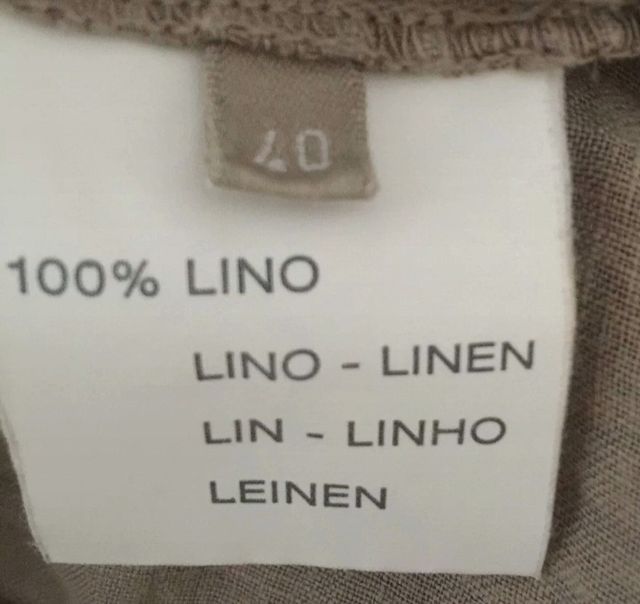 40
100% LINO
LINO - LINEN
LIN - LINHO
LEINEN